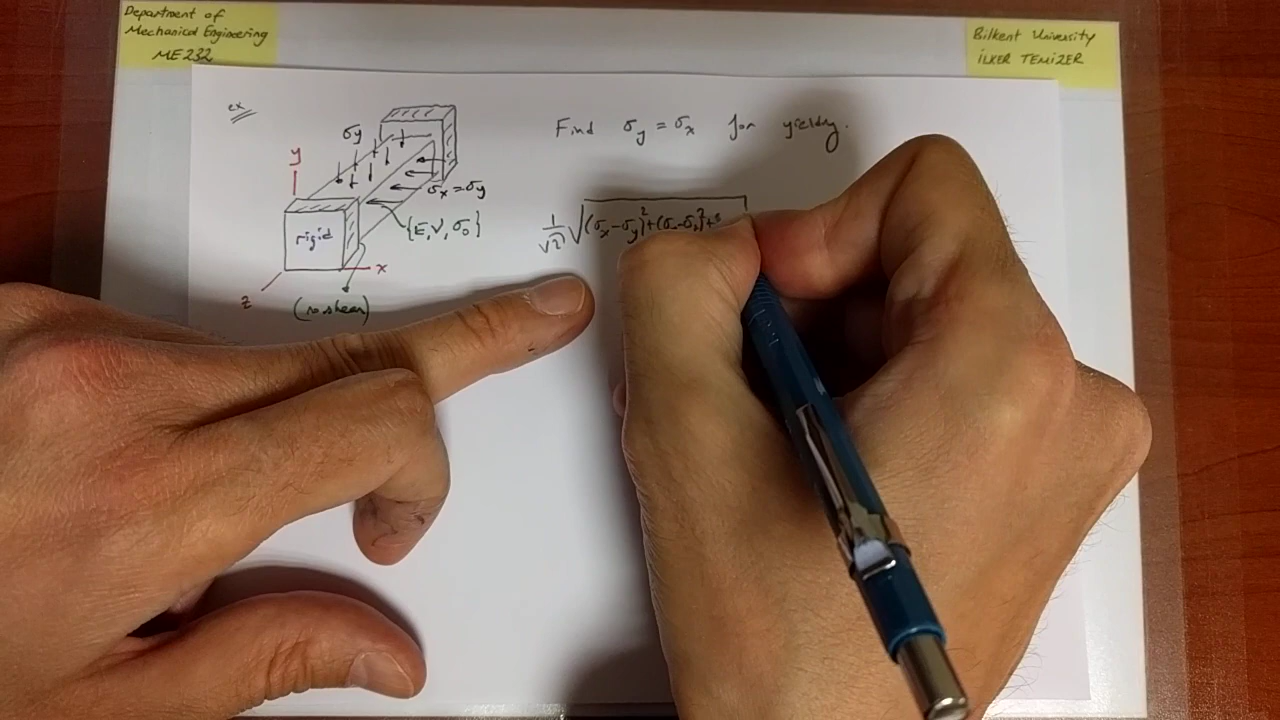 Department of
Mechanical Engineering
ME232
Bilkent University
İLKER TEMİZER
ex
Find σy = σx for yielding.
σy
y
σx = σy
{E, ν, σ0}
rigid
x
z
(no shear)
1/√2 √(σx-σy)²+